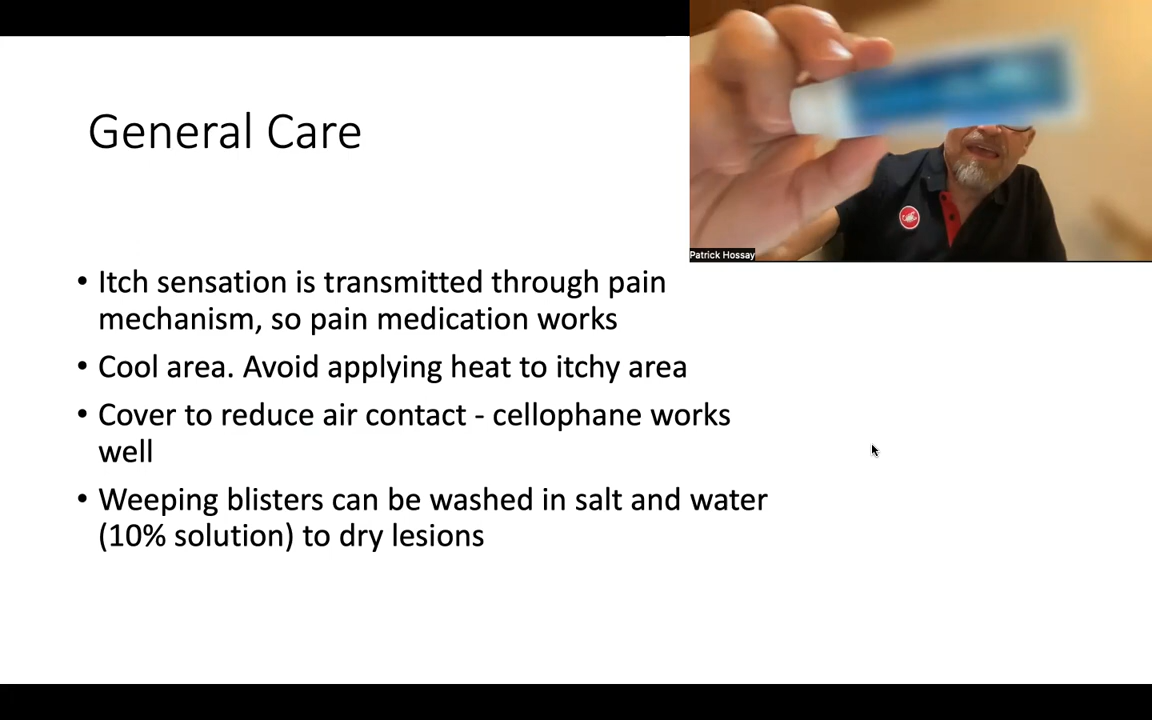 General Care
Patrick Hossay
• Itch sensation is transmitted through pain
mechanism, so pain medication works
• Cool area. Avoid applying heat to itchy area
• Cover to reduce air contact - cellophane works
well
• Weeping blisters can be washed in salt and water
(10% solution) to dry lesions